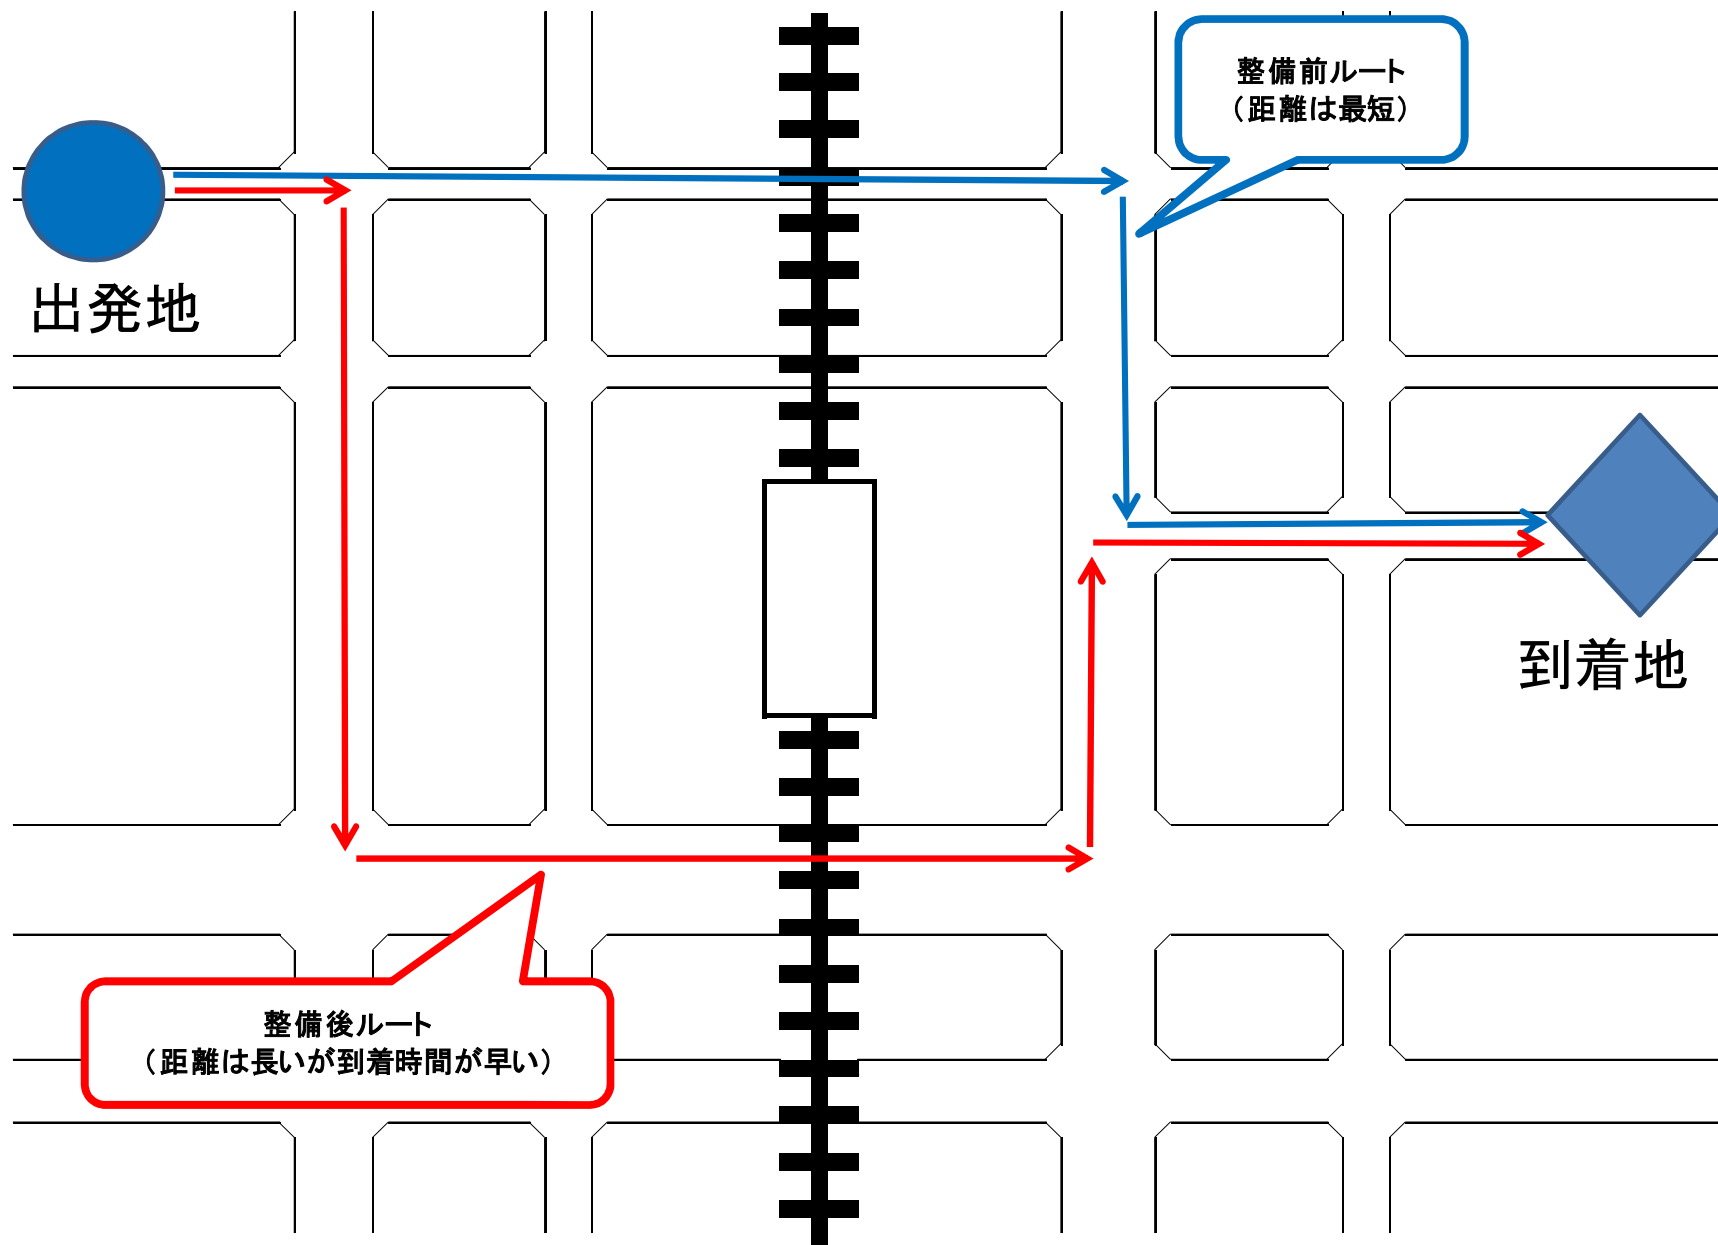 整備前ルート
（距離は最短）
出発地
到着地
整備後ルート
（距離は長いが到着時間が早い）